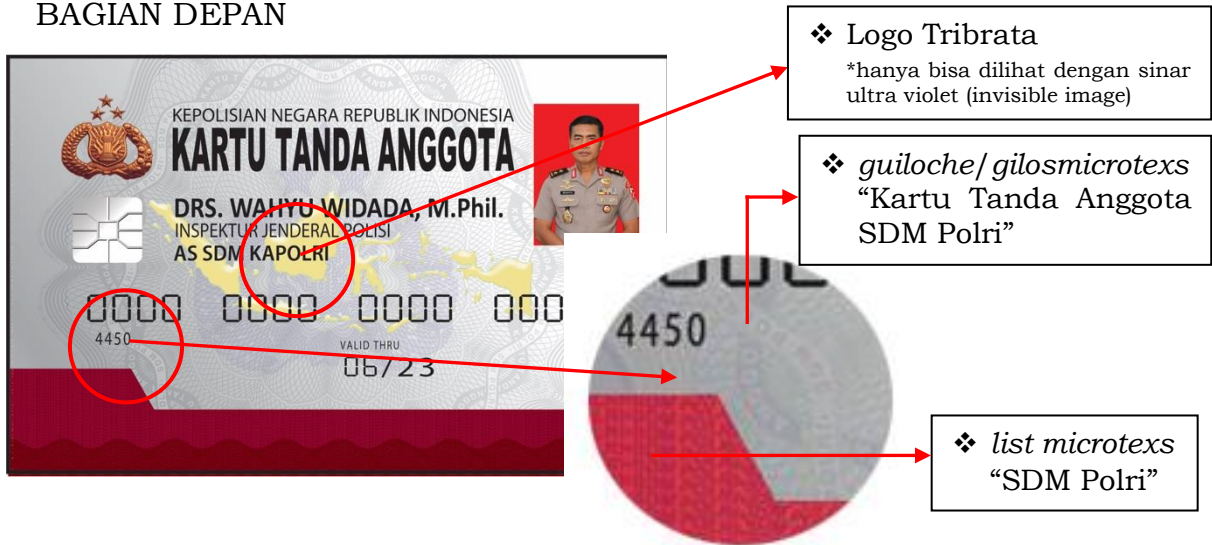 BAGIAN DEPAN
KEPOLISIAN NEGARA REPUBLIK INDONESIA
KARTU TANDA ANGGOTA
DRS. WAHYU WIDADA, M.Phil.
INSPEKTUR JENDERAL POLISI
AS SDM KAPOLRI
0000 0000 0000 000
4450
VALID THRU
06/23
❖ Logo Tribrata
*hanya bisa dilihat dengan sinar
ultra violet (invisible image)
❖ guiloche/gilosmicrotexs
“Kartu Tanda Anggota
SDM Polri”
4450
❖ list microtexs
“SDM Polri”